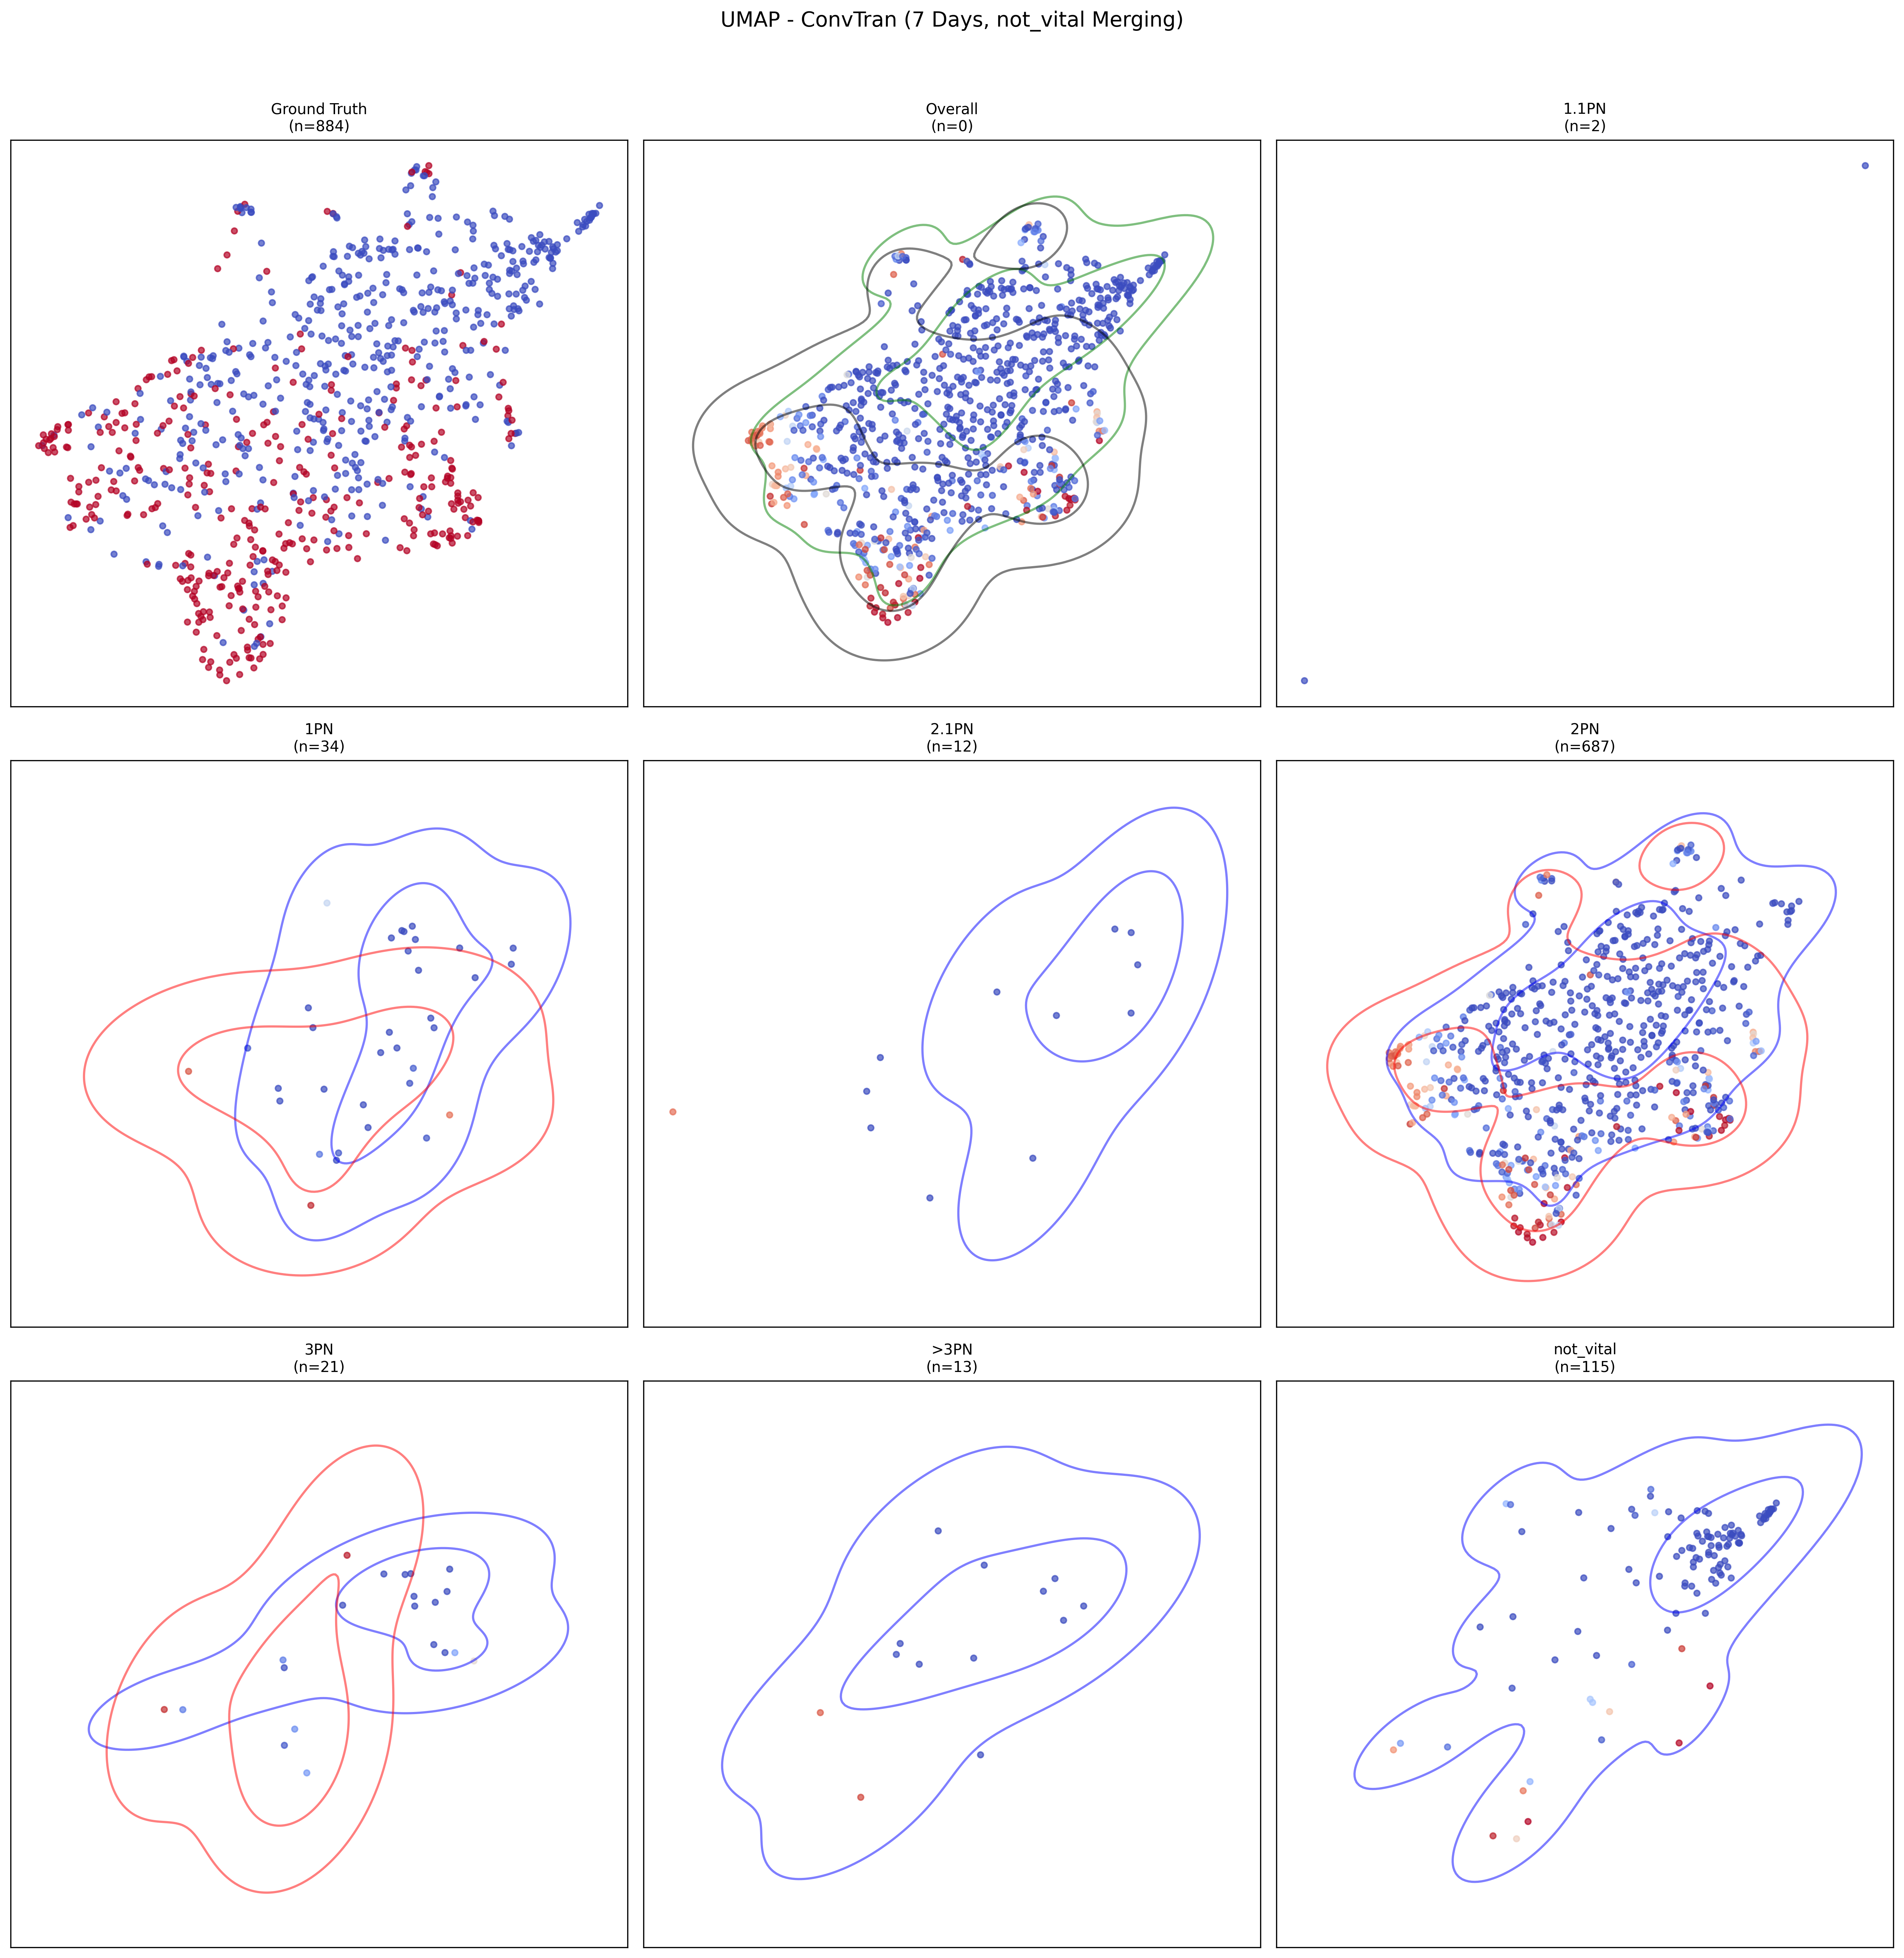 UMAP - ConvTran (7 Days, not_vital Merging)
Ground Truth
(n=884)
Overall
(n=0)
1.1PN
(n=2)
1PN
(n=34)
2.1PN
(n=12)
2PN
(n=687)
3PN
(n=21)
>3PN
(n=13)
not_vital
(n=115)